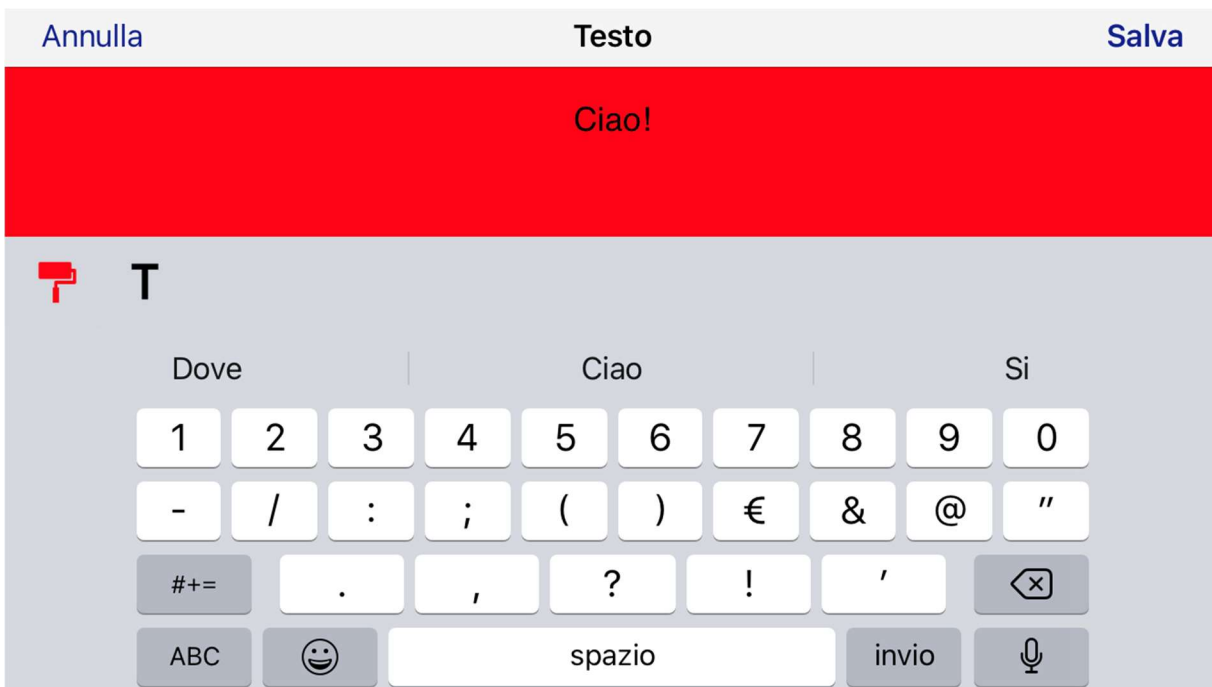 Annulla Testo Salva
Ciao!
T
Dove Ciao Si
1 2 3 4 5 6 7 8 9 0
- / : ; ( ) € & @ "
#+= . , ? ! '
ABC spazio invio